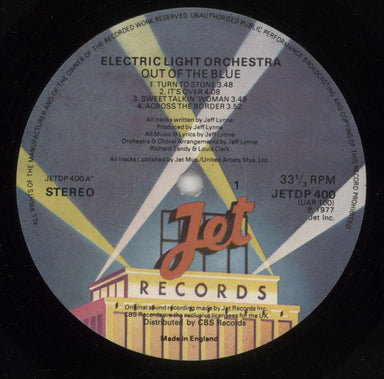 ALL RIGHTS OF THE MANUFACTURER AND OF THE OWNER OF THE RECORDED WORK RESERVED UNAUTHORISED PUBLIC PERFORMANCE BROADCASTING AND COPYING OF THIS RECORD PROHIBITED
ELECTRIC LIGHT ORCHESTRA
OUT OF THE BLUE
1. TURN TO STONE 3.48
2. IT'S OVER 4.08
3. SWEET TALKIN' WOMAN 3.48
4. ACROSS THE BORDER 3.52
All tracks written by Jeff Lynne
Produced by Jeff Lynne
All Music & Lyrics by Jeff Lynne
Orchestra & Choral Arrangements by Jeff Lynne
Richard Tandy & Louis Clark
All tracks published by Jet Mus./United Artists Mus. Ltd.
JETDP 400 A
STEREO
1
33⅓ RPM
JETDP 400
(UAR 100)
℗ 1977
Jet Inc.
Jet
RECORDS
Original sound recording made by Jet Records Inc.
CBS Records are the exclusive licensees for the UK
Distributed by CBS Records
Made in England